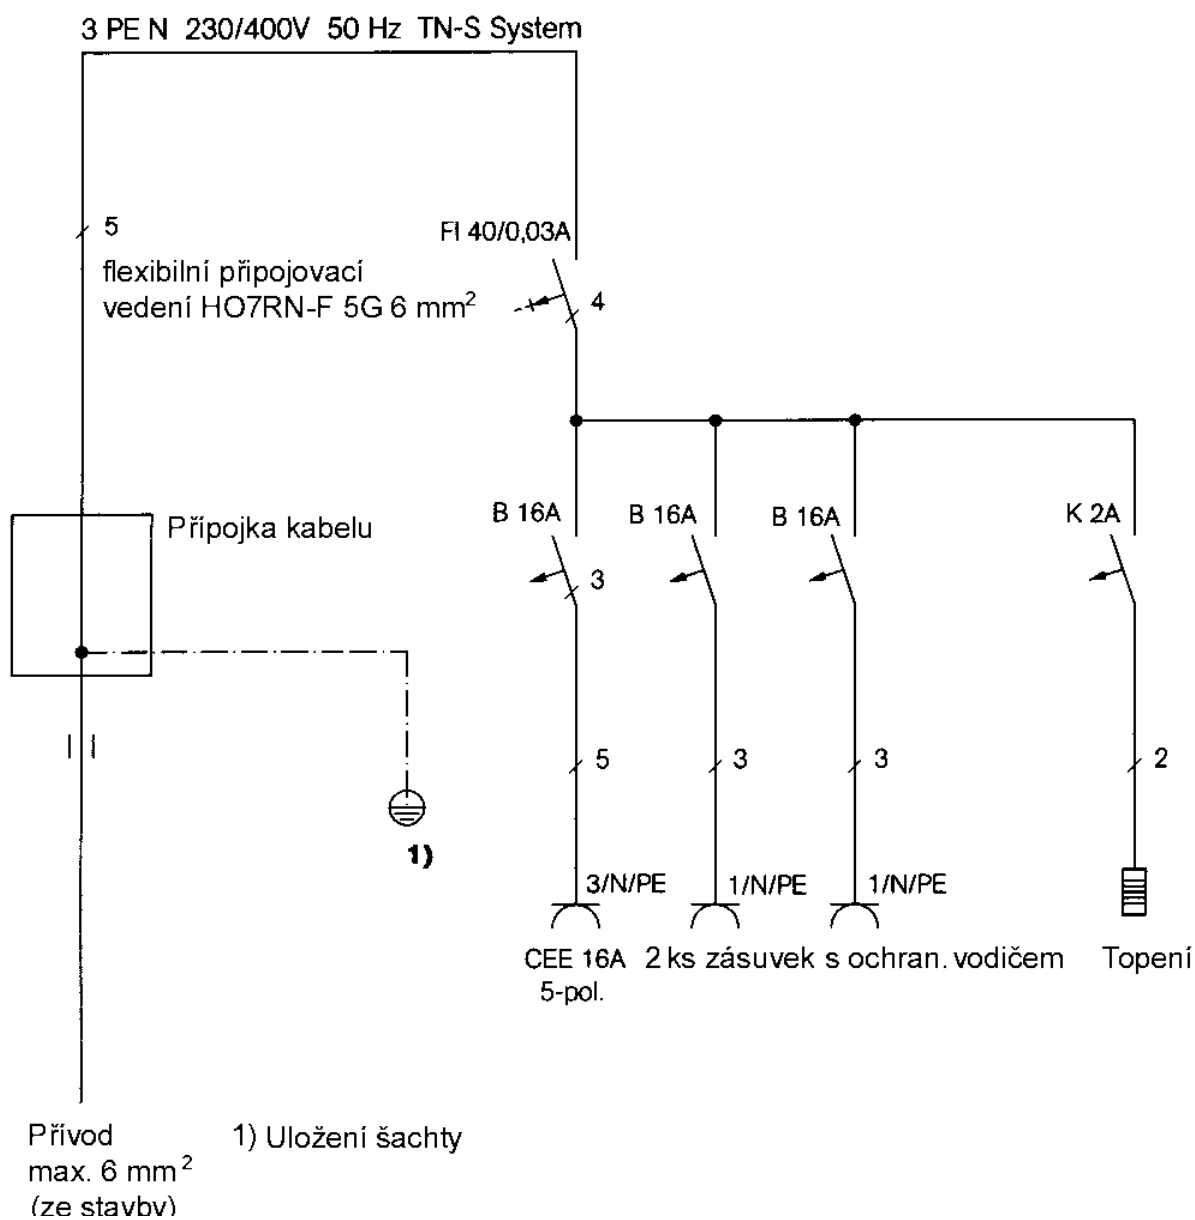 3 PE N 230/400V 50 Hz TN-S System
5
FI 40/0,03A
flexibilní připojovací
vedení HO7RN-F 5G 6 mm²
4
B 16A
B 16A
B 16A
K 2A
Přípojka kabelu
3
5
3
3
2
1)
3/N/PE
1/N/PE
1/N/PE
CEE 16A
5-pol.
2 ks zásuvek s ochran. vodičem
Topení
Přívod
max. 6 mm²
(ze stavby)
1) Uložení šachty